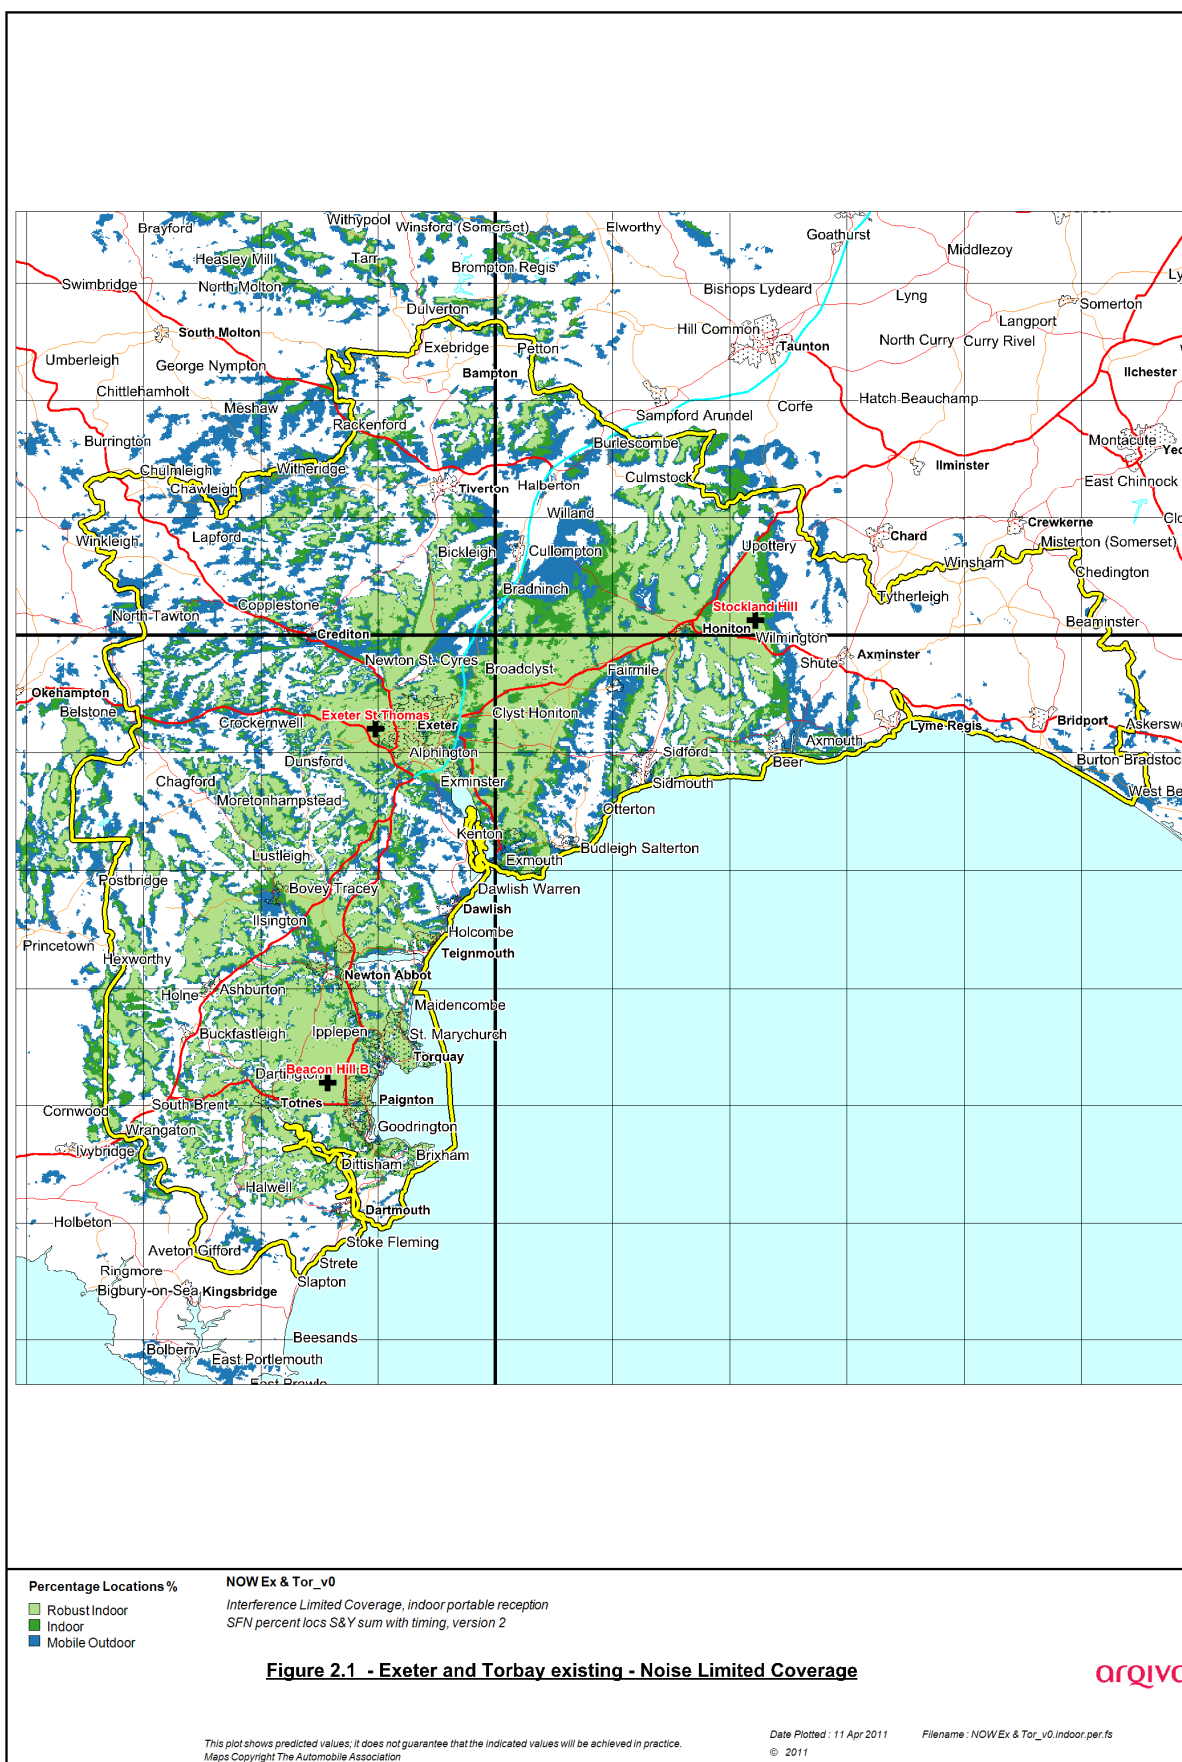 Withypool
Brayford
Winsford (Somerset)
Elworthy
Goathurst
Middlezoy
Heasley Mill
Tarr
Brompton Regis
Swimbridge
North Molton
Bishops Lydeard
Lyng
Somerton
Dulverton
Langport
South Molton
Hill Common
Taunton
North Curry
Curry Rivel
Exebridge
Petton
Umberleigh
George Nympton
Bampton
Ilchester
Chittlehamholt
Hatch Beauchamp
Meshaw
Sampford Arundel
Corfe
Rackenford
Burrington
Burlescombe
Montacute
Chulmleigh
Witheridge
Ilminster
Chawleigh
Tiverton
Halberton
Culmstock
East Chinnock
Willand
Crewkerne
Lapford
Chard
Winkleigh
Bickleigh
Cullompton
Upottery
Misterton (Somerset)
Winsham
Chedington
Bradninch
Tytherleigh
North Tawton
Copplestone
Stockland Hill
Beaminster
Crediton
Honiton
Wilmington
Newton St. Cyres
Broadclyst
Fairmile
Shute
Axminster
Okehampton
Belstone
Crockernwell
Exeter St Thomas
Exeter
Clyst Honiton
Lyme Regis
Bridport
Dunsford
Alphington
Sidford
Beer
Axmouth
Burton Bradstoc
Chagford
Exminster
Sidmouth
West Be
Moretonhampstead
Otterton
Kenton
Budleigh Salterton
Lustleigh
Exmouth
Postbridge
Bovey Tracey
Dawlish Warren
Ilsington
Dawlish
Princetown
Holcombe
Hexworthy
Teignmouth
Newton Abbot
Holne
Ashburton
Maidencombe
Buckfastleigh
Ipplepen
St. Marychurch
Torquay
Dartington
Beacon Hill B
Cornwood
South Brent
Totnes
Paignton
Wrangaton
Goodrington
Ivybridge
Dittisham
Brixham
Halwell
Dartmouth
Holbeton
Aveton Gifford
Stoke Fleming
Ringmore
Strete
Bigbury-on-Sea
Kingsbridge
Slapton
Beesands
Bolberry
East Portlemouth
East Prawle
Percentage Locations %
Robust Indoor
Indoor
Mobile Outdoor
NOW Ex & Tor_v0
Interference Limited Coverage, indoor portable reception
SFN percent locs S&Y sum with timing, version 2
Figure 2.1 - Exeter and Torbay existing - Noise Limited Coverage
arqiva
This plot shows predicted values; it does not guarantee that the indicated values will be achieved in practice.
Maps Copyright The Automobile Association
Date Plotted : 11 Apr 2011
Filename : NOW Ex & Tor_v0.indoor.per.fs
© 2011